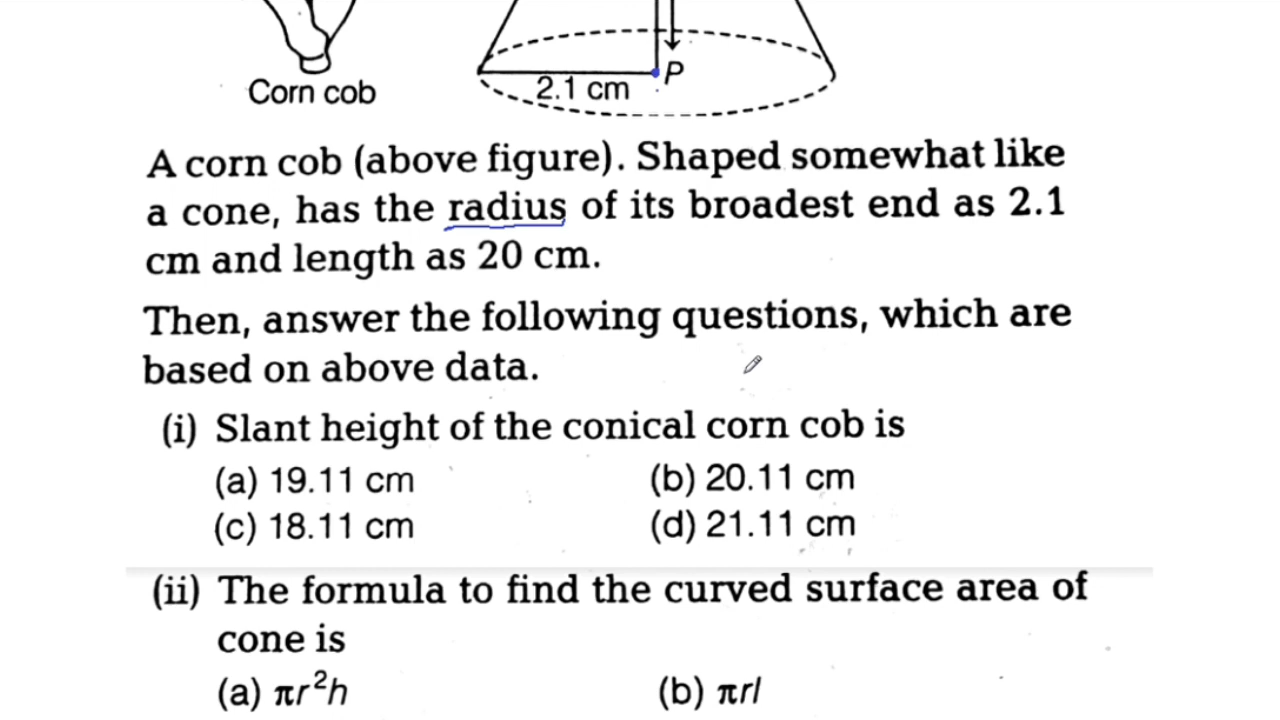 Corn cob
2.1 cm
P
A corn cob (above figure). Shaped somewhat like
a cone, has the radius of its broadest end as 2.1
cm and length as 20 cm.
Then, answer the following questions, which are
based on above data.
(i) Slant height of the conical corn cob is
(a) 19.11 cm (b) 20.11 cm
(c) 18.11 cm (d) 21.11 cm
(ii) The formula to find the curved surface area of
cone is
(a) πr²h (b) πrl